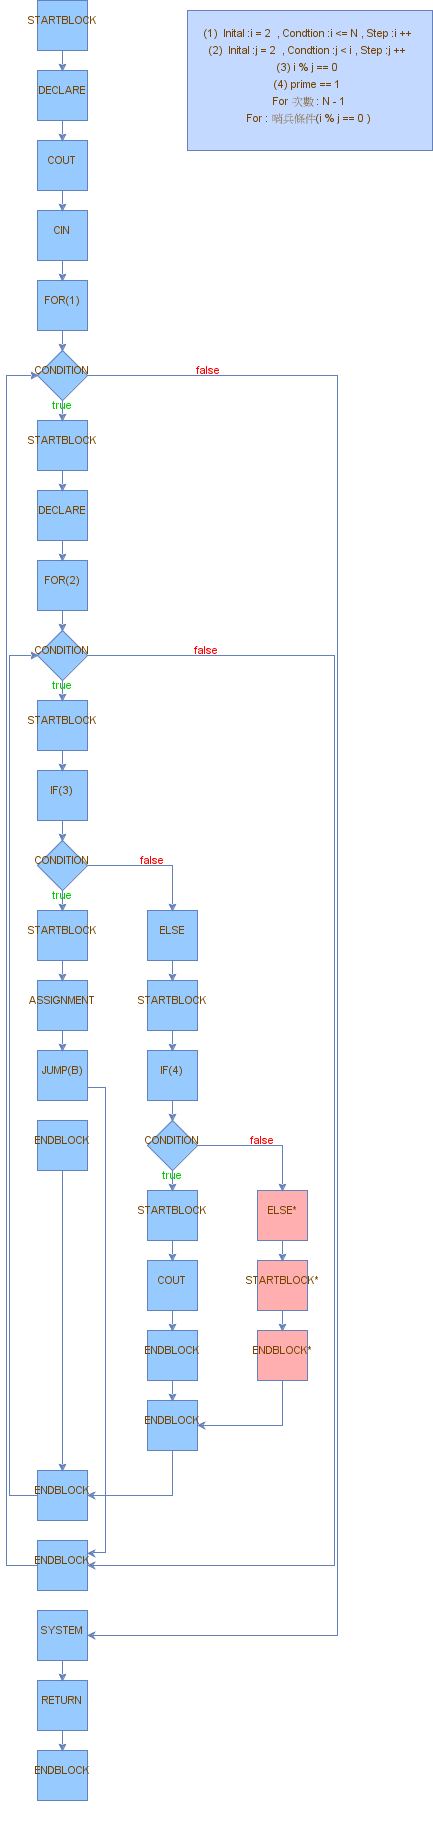 STARTBLOCK
(1) Inital :i = 2 , Condtion :i <= N , Step :i ++
(2) Inital :j = 2 , Condtion :j < i , Step :j ++
(3) i % j == 0
(4) prime == 1
For 次數 : N - 1
For : 哨兵條件(i % j == 0 )
DECLARE
COUT
CIN
FOR(1)
CONDITION
false
true
STARTBLOCK
DECLARE
FOR(2)
CONDITION
false
true
STARTBLOCK
IF(3)
CONDITION
false
true
STARTBLOCK
ELSE
ASSIGNMENT
STARTBLOCK
JUMP(B)
IF(4)
ENDBLOCK
CONDITION
false
true
STARTBLOCK
ELSE*
COUT
STARTBLOCK*
ENDBLOCK
ENDBLOCK*
ENDBLOCK
ENDBLOCK
ENDBLOCK
SYSTEM
RETURN
ENDBLOCK